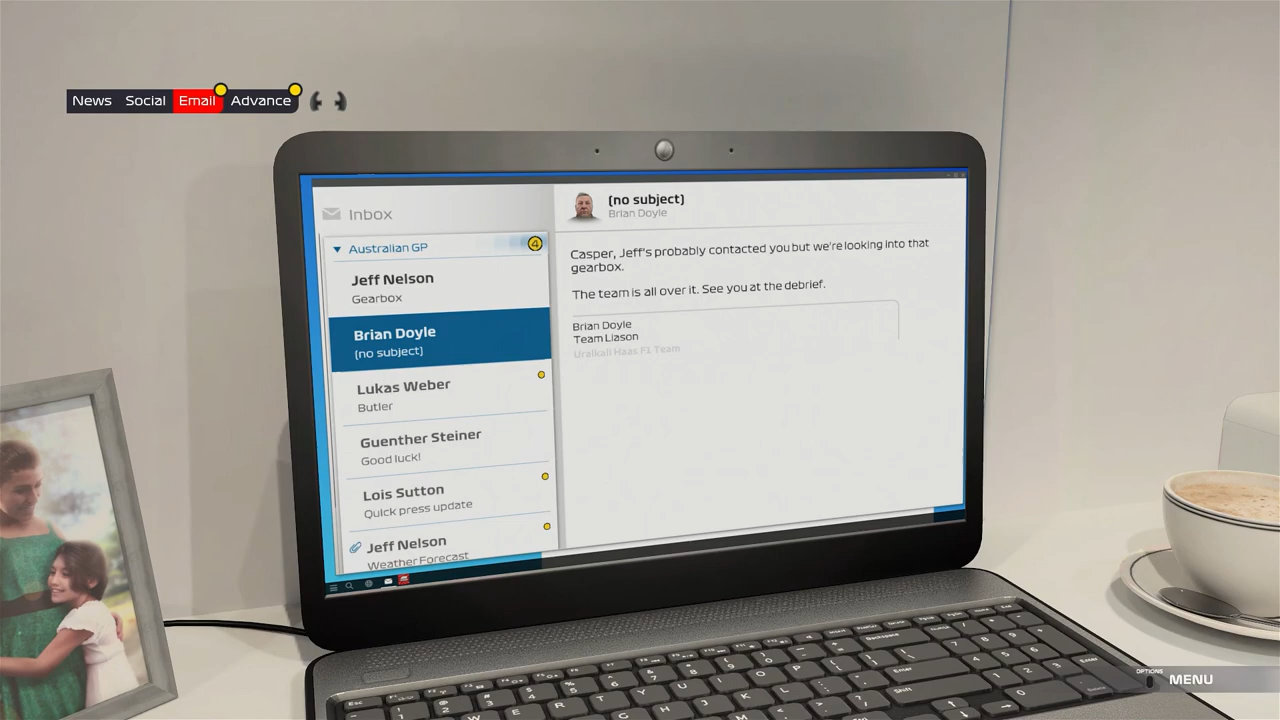 News Social Email Advance
Inbox
Australian GP 4
Jeff Nelson
Gearbox
Brian Doyle
(no subject)
Lukas Weber
Butler
Guenther Steiner
Good luck!
Lois Sutton
Quick press update
Jeff Nelson
Weather Forecast
(no subject)
Brian Doyle
Casper, Jeff's probably contacted you but we're looking into that
gearbox.
The team is all over it. See you at the debrief.
Brian Doyle
Team Liason
Uralkali Haas F1 Team
OPTIONS
MENU